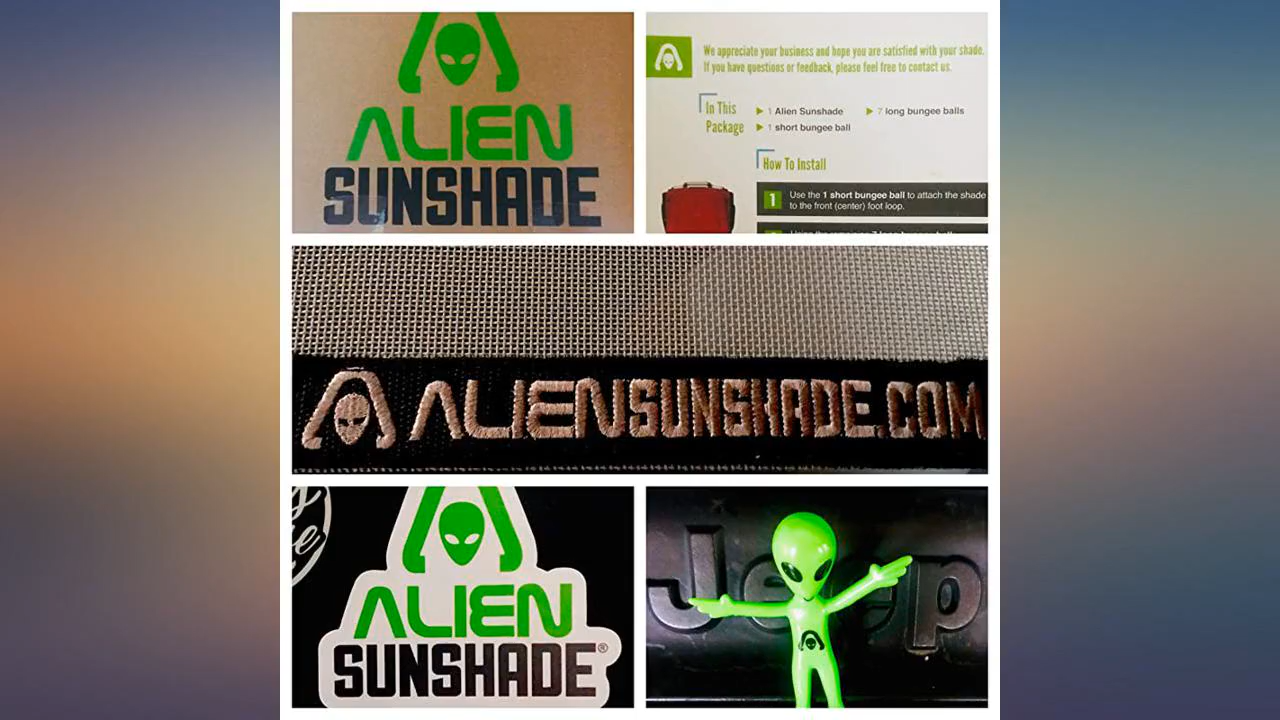 ALIEN
SUNSHADE
We appreciate your business and hope you are satisfied with your shade.
If you have questions or feedback, please feel free to contact us.
In This
Package
1 Alien Sunshade
7 long bungee balls
1 short bungee ball
How To Install
1
Use the 1 short bungee ball to attach the shade
to the front (center) foot loop.
ALIENSUNSHADE.COM
ALIEN
SUNSHADE®
Jeep